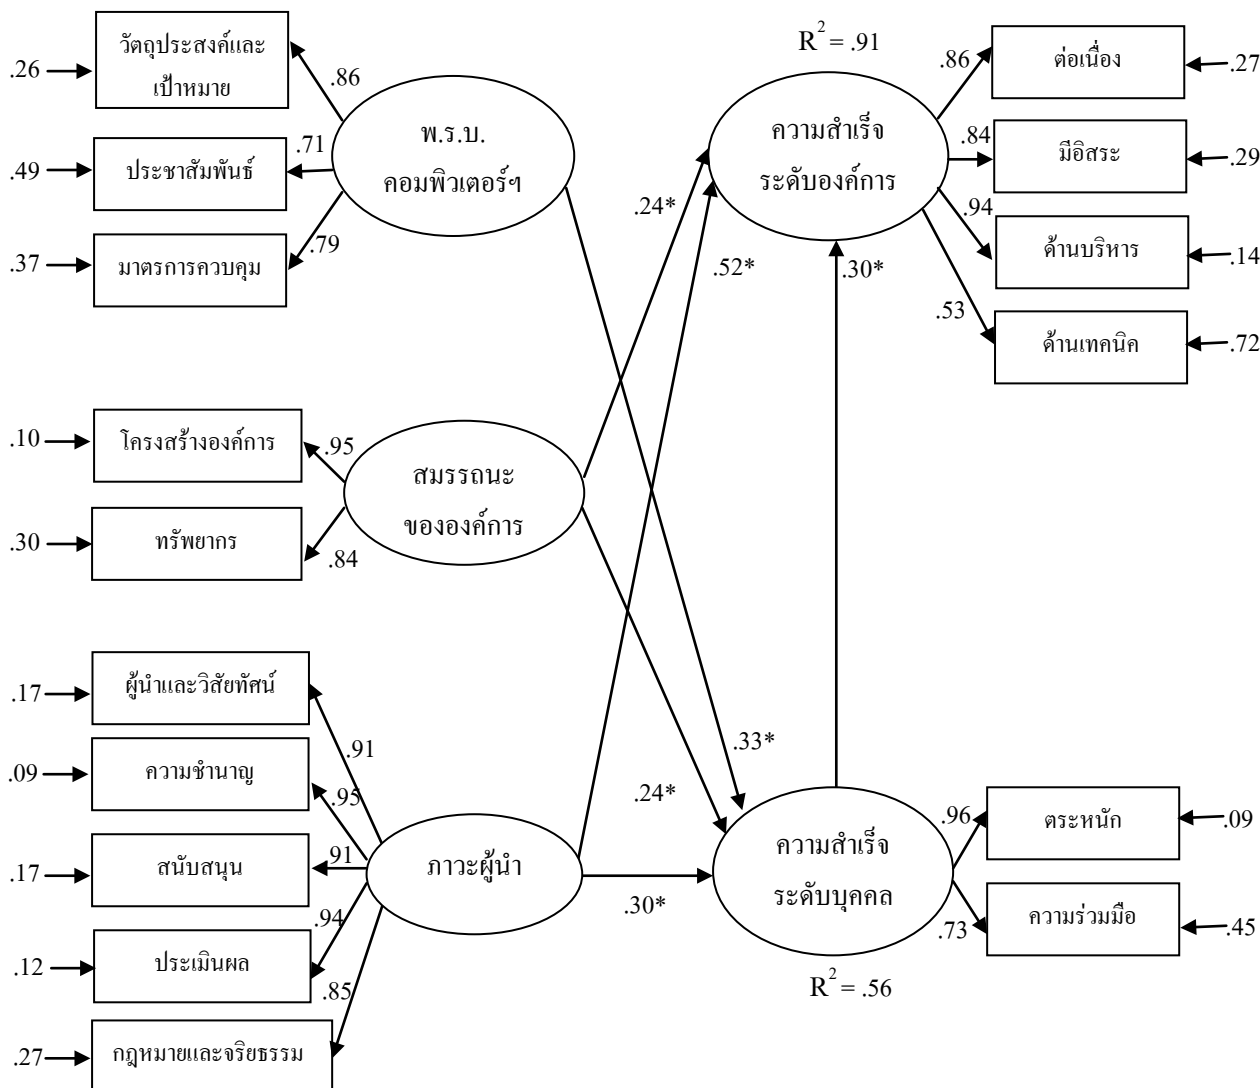 R² = .91
.26
วัตถุประสงค์และ
เป้าหมาย
.86
พ.ร.บ.
คอมพิวเตอร์ฯ
.49
ประชาสัมพันธ์
.71
.37
มาตรการควบคุม
.79
ความสำเร็จ
ระดับองค์การ
.86
ต่อเนื่อง
.27
.84
มีอิสระ
.29
.94
ด้านบริหาร
.14
.53
ด้านเทคนิค
.72
.24*
.52*
.30*
.10
โครงสร้างองค์การ
.95
สมรรถนะ
ขององค์การ
.30
ทรัพยากร
.84
.17
ผู้นำและวิสัยทัศน์
.91
.09
ความชำนาญ
.95
.17
สนับสนุน
.91
ภาวะผู้นำ
.12
ประเมินผล
.94
.27
กฎหมายและจริยธรรม
.85
.33*
.24*
.30*
ความสำเร็จ
ระดับบุคคล
.96
ตระหนัก
.09
.73
ความร่วมมือ
.45
R² = .56